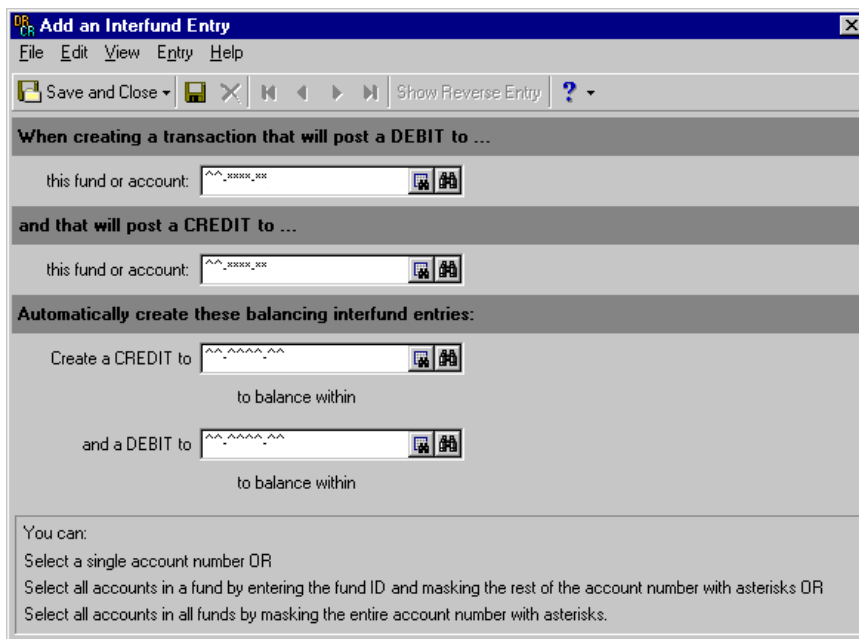 DR CR Add an Interfund Entry
File Edit View Entry Help
Save and Close Show Reverse Entry ?
When creating a transaction that will post a DEBIT to ...
this fund or account: ^^-****-**
and that will post a CREDIT to ...
this fund or account: ^^-****-**
Automatically create these balancing interfund entries:
Create a CREDIT to ^^-^^^^-^^
to balance within
and a DEBIT to ^^-^^^^-^^
to balance within
You can:
Select a single account number OR
Select all accounts in a fund by entering the fund ID and masking the rest of the account number with asterisks OR
Select all accounts in all funds by masking the entire account number with asterisks.